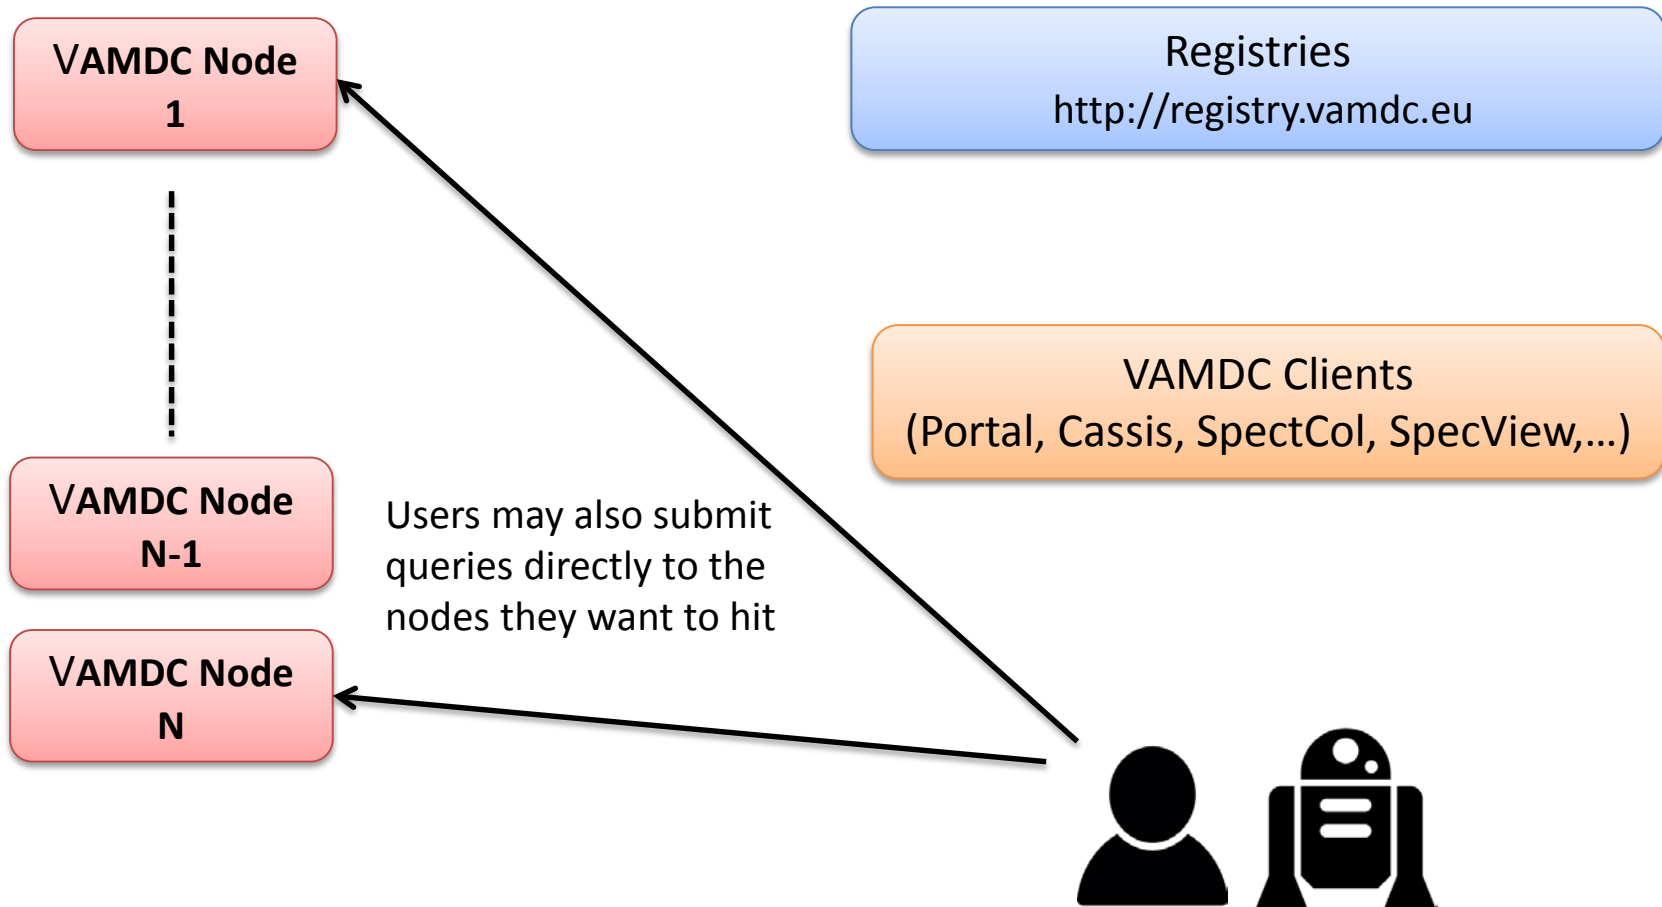 VAMDC Node
1
Registries
http://registry.vamdc.eu
VAMDC Clients
(Portal, Cassis, SpectCol, SpecView,...)
VAMDC Node
N-1
Users may also submit
queries directly to the
nodes they want to hit
VAMDC Node
N